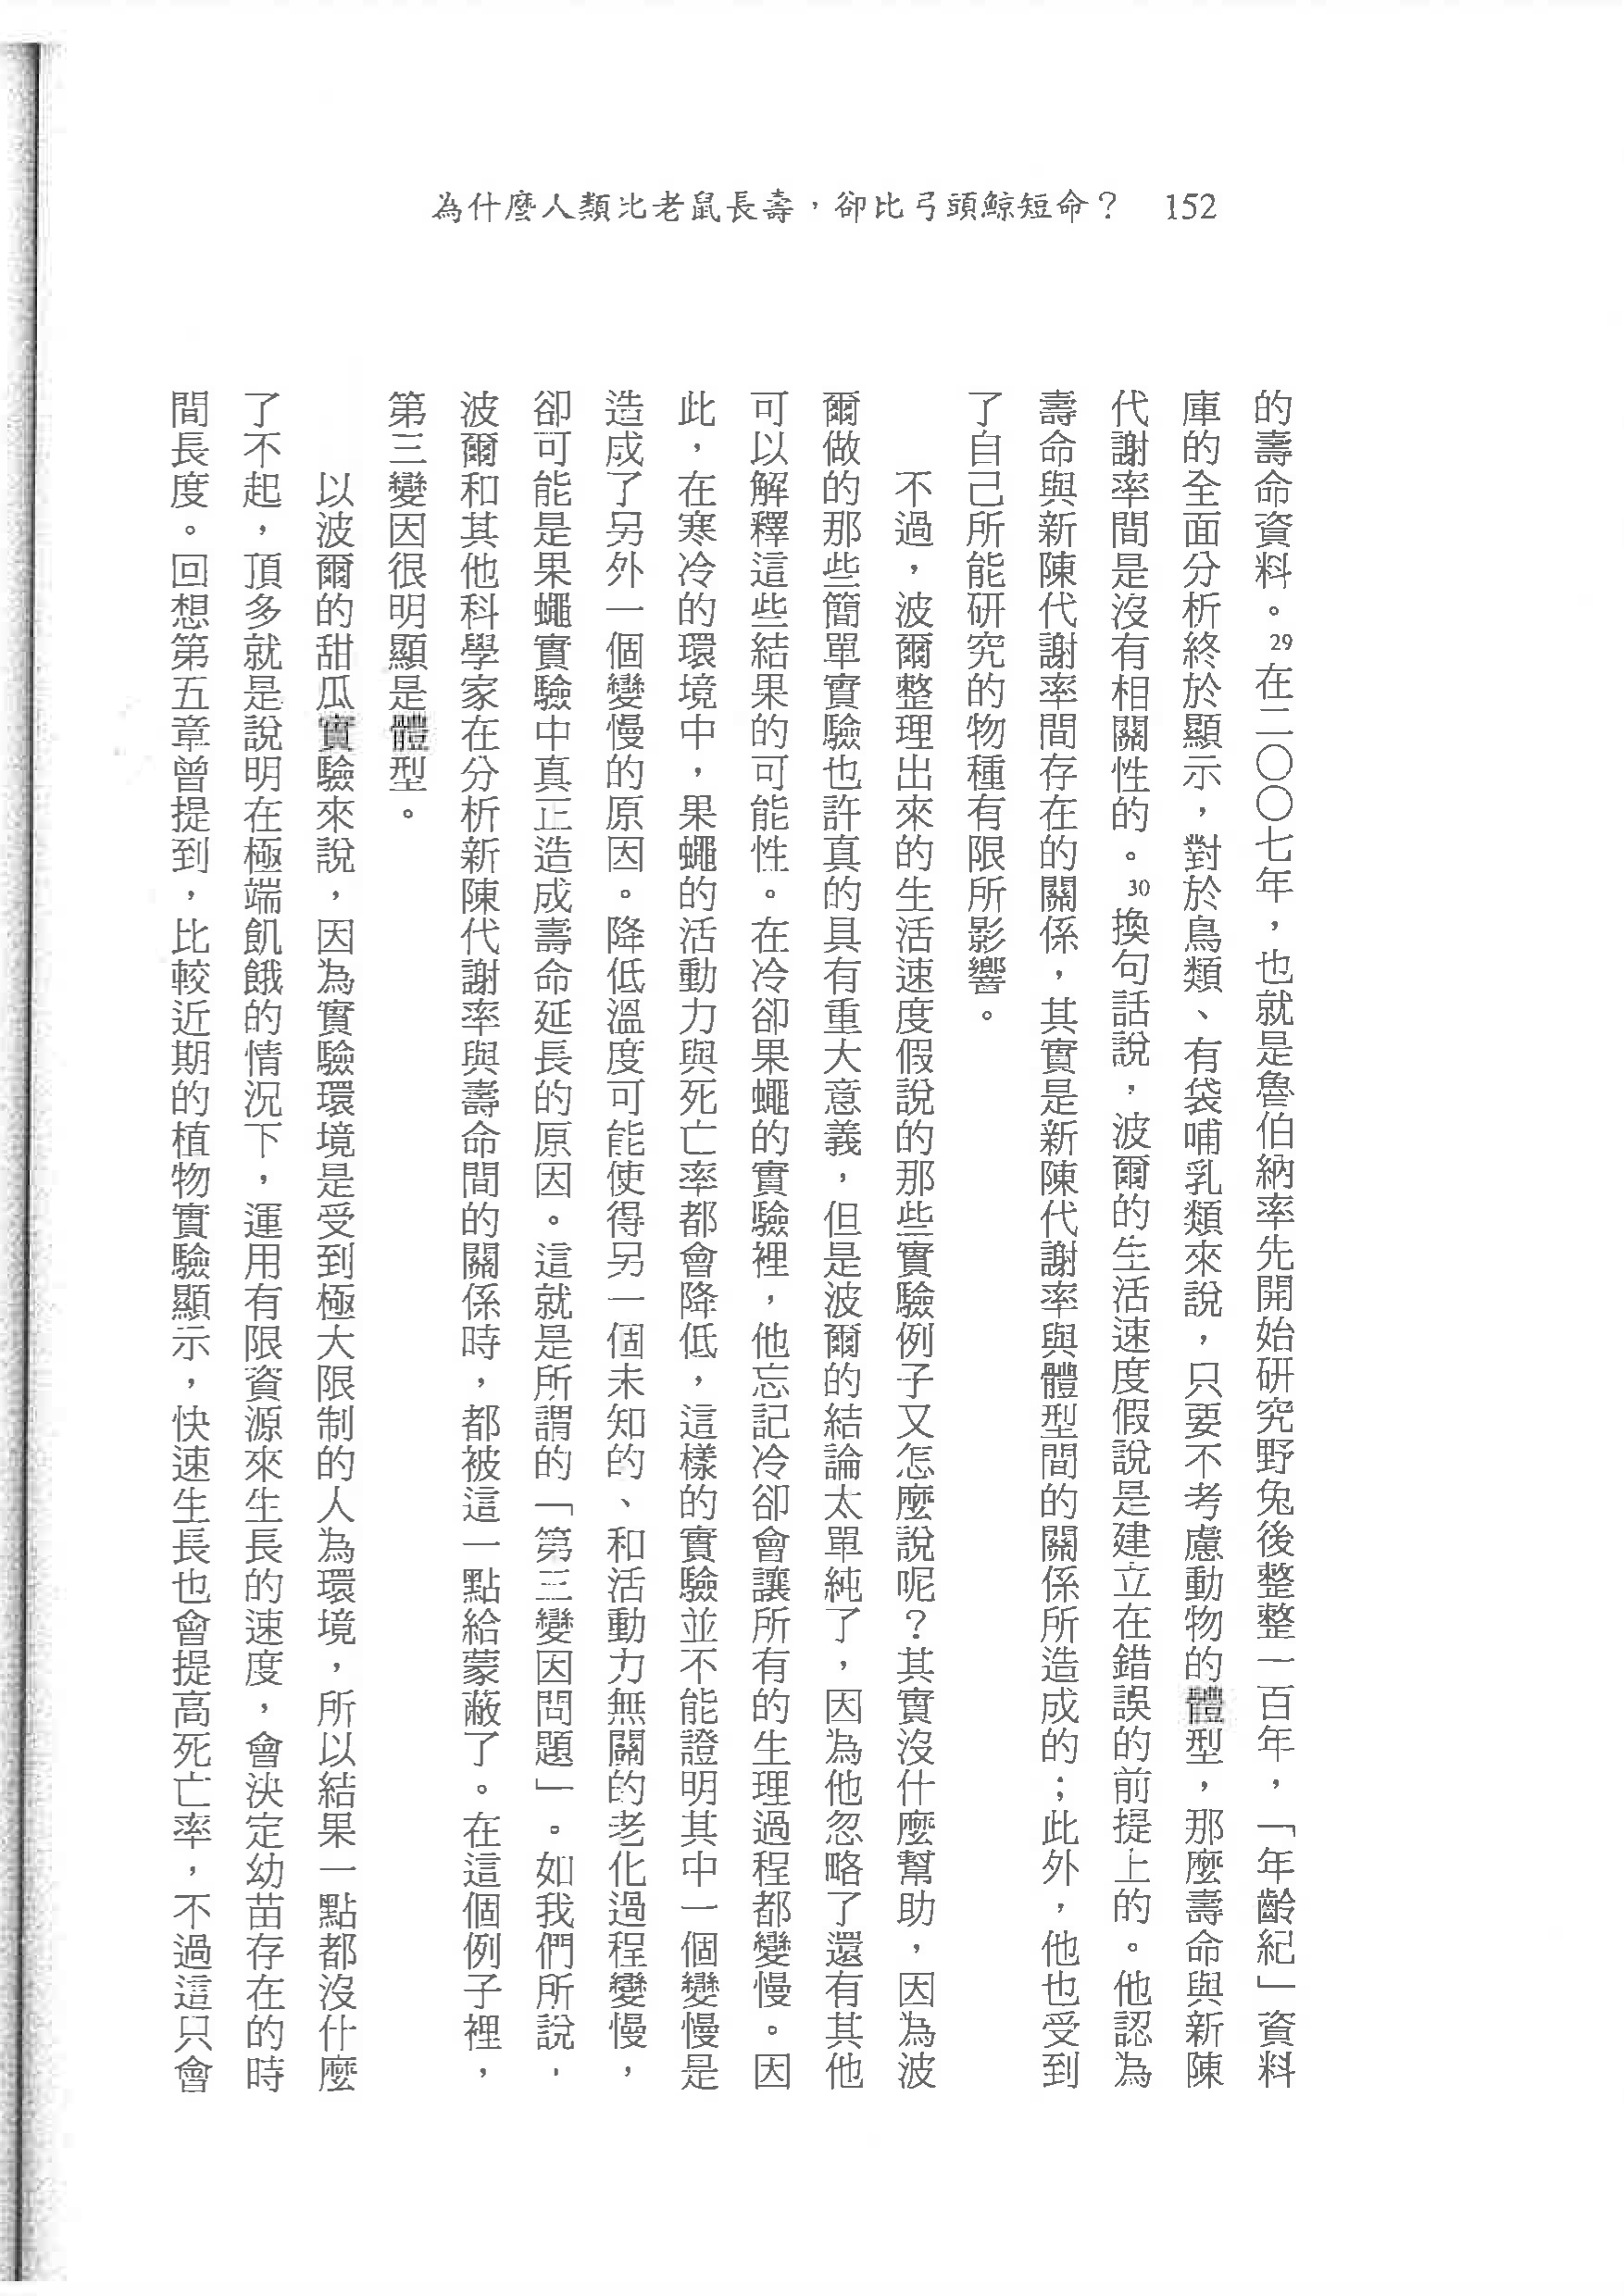 為什麼人類比老鼠長壽，卻比弓頭鯨短命？ 152
的壽命資料。29在二〇〇七年，也就是魯伯納率先開始研究野兔後整整一百年，「年齡紀」資料
庫的全面分析終於顯示，對於鳥類、有袋哺乳類來說，只要不考慮動物的體型，那麼壽命與新陳
代謝率間是沒有相關性的。30換句話說，波爾的生活速度假說是建立在錯誤的前提上的。他認為
壽命與新陳代謝率間存在的關係，其實是新陳代謝率與體型間的關係所造成的；此外，他也受到
了自己所能研究的物種有限所影響。
不過，波爾整理出來的生活速度假說的那些實驗例子又怎麼說呢？其實沒什麼幫助，因為波
爾做的那些簡單實驗也許真的具有重大意義，但是波爾的結論太單純了，因為他忽略了還有其他
可以解釋這些結果的可能性。在冷卻果蠅的實驗裡，他忘記冷卻會讓所有的生理過程都變慢。因
此，在寒冷的環境中，果蠅的活動力與死亡率都會降低，這樣的實驗並不能證明其中一個變慢是
造成了另外一個變慢的原因。降低溫度可能使得另一個未知的、和活動力無關的老化過程變慢，
卻可能是果蠅實驗中真正造成壽命延長的原因。這就是所謂的「第三變因問題」。如我們所說，
波爾和其他科學家在分析新陳代謝率與壽命間的關係時，都被這一點給蒙蔽了。在這個例子裡，
第三變因很明顯是體型。
以波爾的甜瓜實驗來說，因為實驗環境是受到極大限制的人為環境，所以結果一點都沒什麼
了不起，頂多就是說明在極端飢餓的情況下，運用有限資源來生長的速度，會決定幼苗存在的時
間長度。回想第五章曾提到，比較近期的植物實驗顯示，快速生長也會提高死亡率，不過這只會